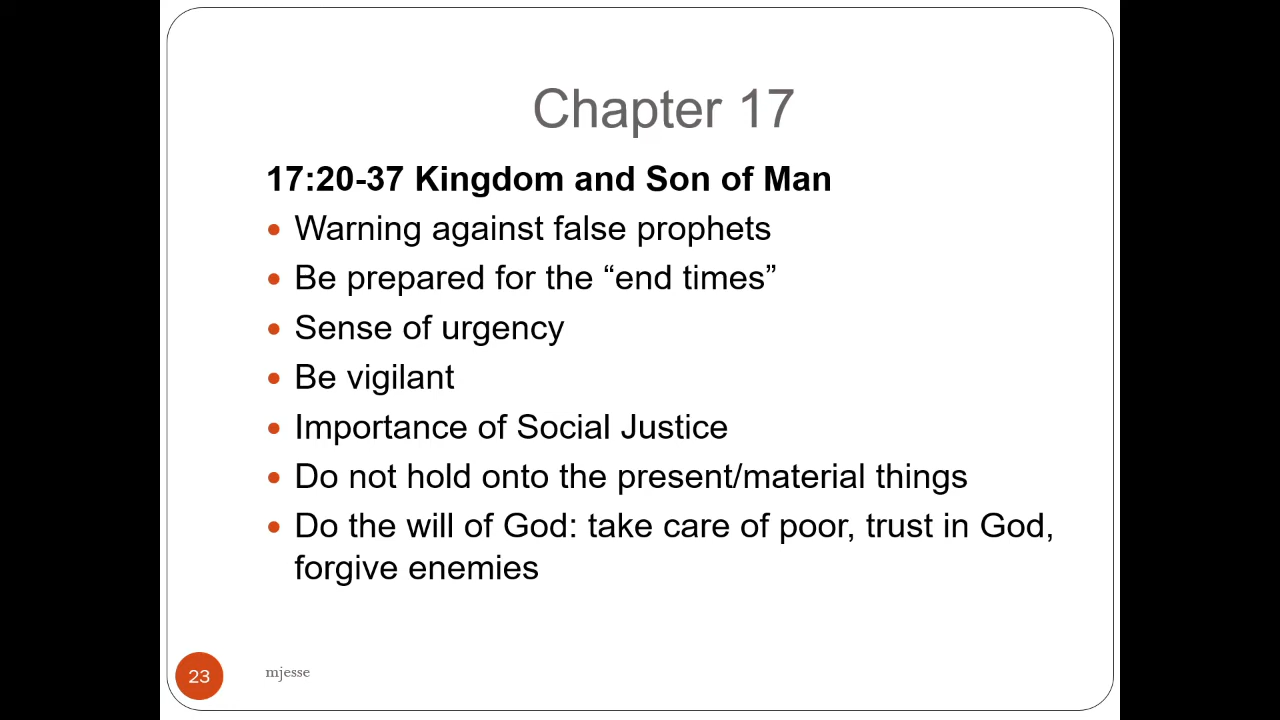 Chapter 17
17:20-37 Kingdom and Son of Man
• Warning against false prophets
• Be prepared for the “end times”
• Sense of urgency
• Be vigilant
• Importance of Social Justice
• Do not hold onto the present/material things
• Do the will of God: take care of poor, trust in God,
forgive enemies
23
mjesse